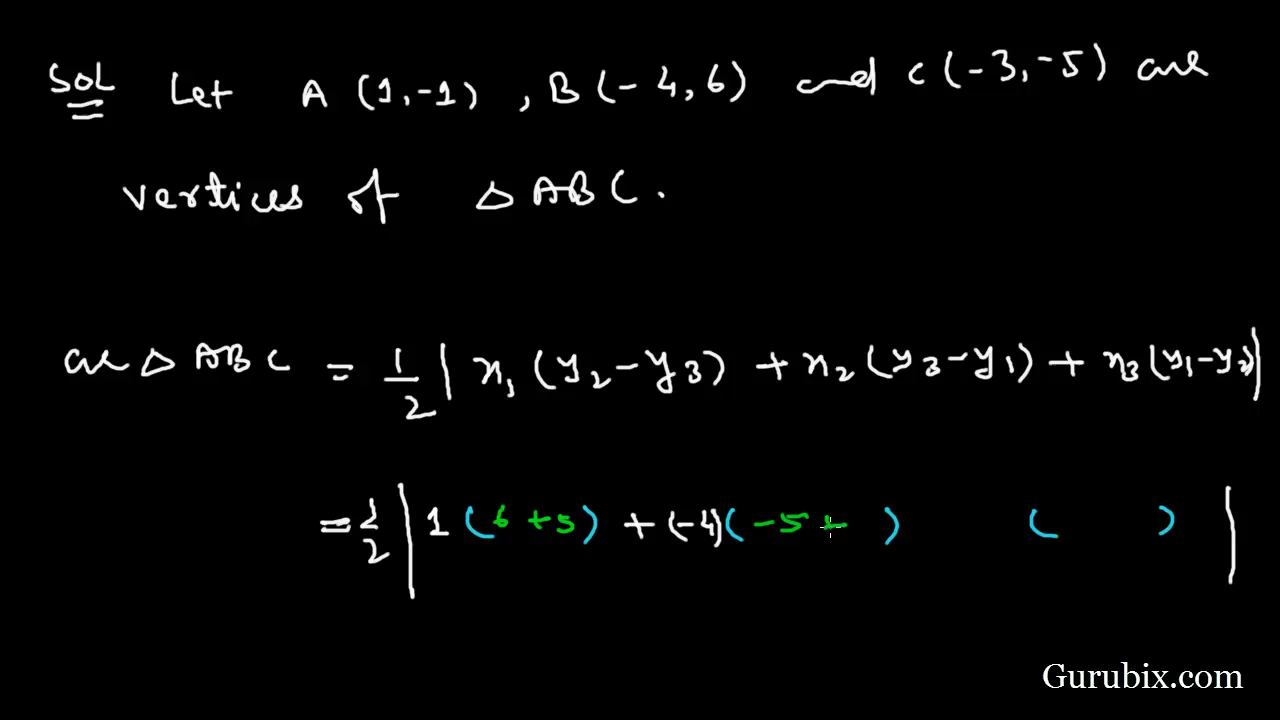 Sol Let A (1,-1) , B (-4,6) and C (-3,-5) are
vertices of △ ABC.
ar △ ABC = 1/2 | x₁ (y₂-y₃) + x₂ (y₃-y₁) + x₃ (y₁-y₂) |
= 1/2 | 1 (6+5) + (-4) (-5+ ) ( ) |
Gurubix.com